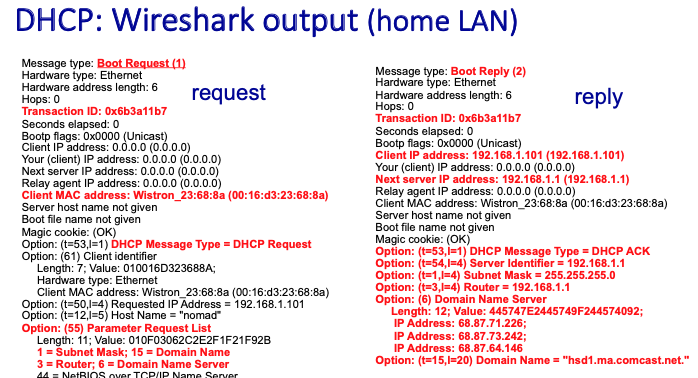 DHCP: Wireshark output (home LAN)
Message type: Boot Request (1)
Hardware type: Ethernet
Hardware address length: 6
Hops: 0
Transaction ID: 0x6b3a11b7
Seconds elapsed: 0
Bootp flags: 0x0000 (Unicast)
Client IP address: 0.0.0.0 (0.0.0.0)
Your (client) IP address: 0.0.0.0 (0.0.0.0)
Next server IP address: 0.0.0.0 (0.0.0.0)
Relay agent IP address: 0.0.0.0 (0.0.0.0)
Client MAC address: Wistron_23:68:8a (00:16:d3:23:68:8a)
Server host name not given
Boot file name not given
Magic cookie: (OK)
Option: (t=53,l=1) DHCP Message Type = DHCP Request
Option: (61) Client identifier
Length: 7; Value: 010016D323688A;
Hardware type: Ethernet
Client MAC address: Wistron_23:68:8a (00:16:d3:23:68:8a)
Option: (t=50,l=4) Requested IP Address = 192.168.1.101
Option: (t=12,l=5) Host Name = "nomad"
Option: (55) Parameter Request List
Length: 11; Value: 010F03062C2E2F1F21F92B
1 = Subnet Mask; 15 = Domain Name
3 = Router; 6 = Domain Name Server
44 = NetBIOS over TCP/IP Name Server
request
Message type: Boot Reply (2)
Hardware type: Ethernet
Hardware address length: 6
Hops: 0
Transaction ID: 0x6b3a11b7
Seconds elapsed: 0
Bootp flags: 0x0000 (Unicast)
Client IP address: 192.168.1.101 (192.168.1.101)
Your (client) IP address: 0.0.0.0 (0.0.0.0)
Next server IP address: 192.168.1.1 (192.168.1.1)
Relay agent IP address: 0.0.0.0 (0.0.0.0)
Client MAC address: Wistron_23:68:8a (00:16:d3:23:68:8a)
Server host name not given
Boot file name not given
Magic cookie: (OK)
Option: (t=53,l=1) DHCP Message Type = DHCP ACK
Option: (t=54,l=4) Server Identifier = 192.168.1.1
Option: (t=1,l=4) Subnet Mask = 255.255.255.0
Option: (t=3,l=4) Router = 192.168.1.1
Option: (6) Domain Name Server
Length: 12; Value: 445747E2445749F244574092;
IP Address: 68.87.71.226;
IP Address: 68.87.73.242;
IP Address: 68.87.64.146
Option: (t=15,l=20) Domain Name = "hsd1.ma.comcast.net."
reply